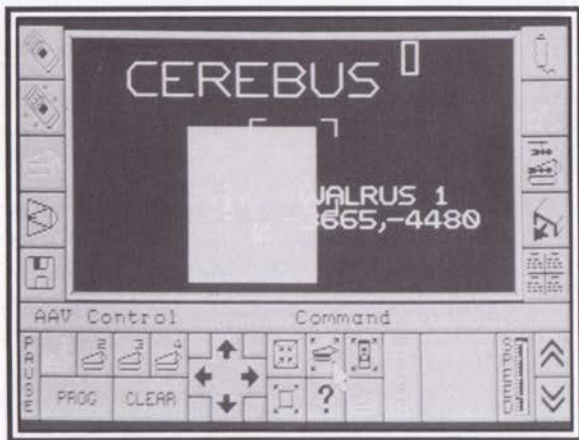 CEREBUS
WALRUS 1
3665,-4480
AAV Control Command
PAUSE
2 3 4
PROG CLEAR ?